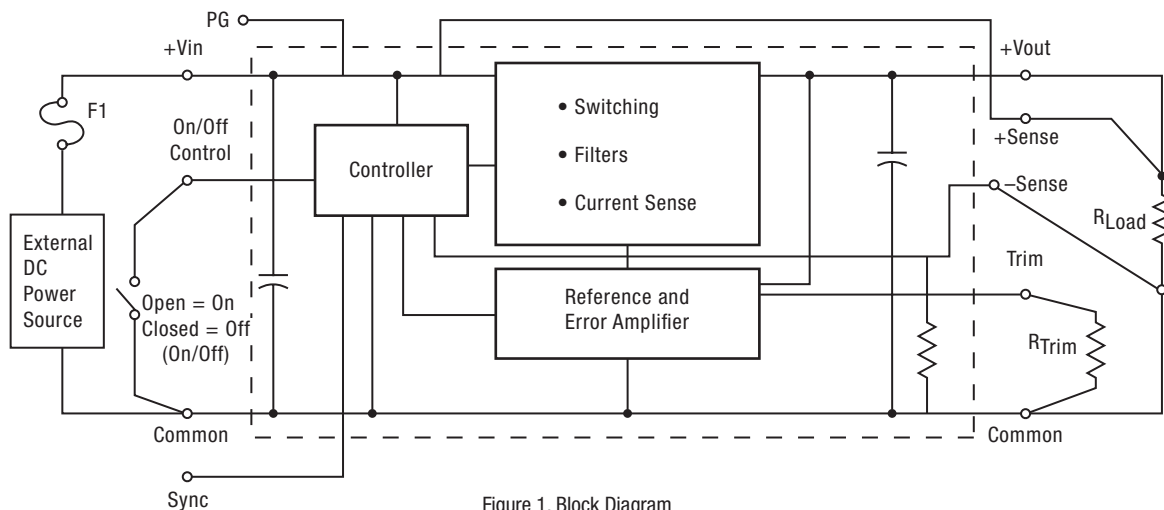 PG
+Vin
+Vout
F1
On/Off
Control
+Sense
• Switching
• Filters
• Current Sense
Controller
–Sense
RLoad
External
DC
Power
Source
Open = On
Closed = Off
(On/Off)
Reference and
Error Amplifier
Trim
RTrim
Common
Common
Sync
Figure 1. Block Diagram